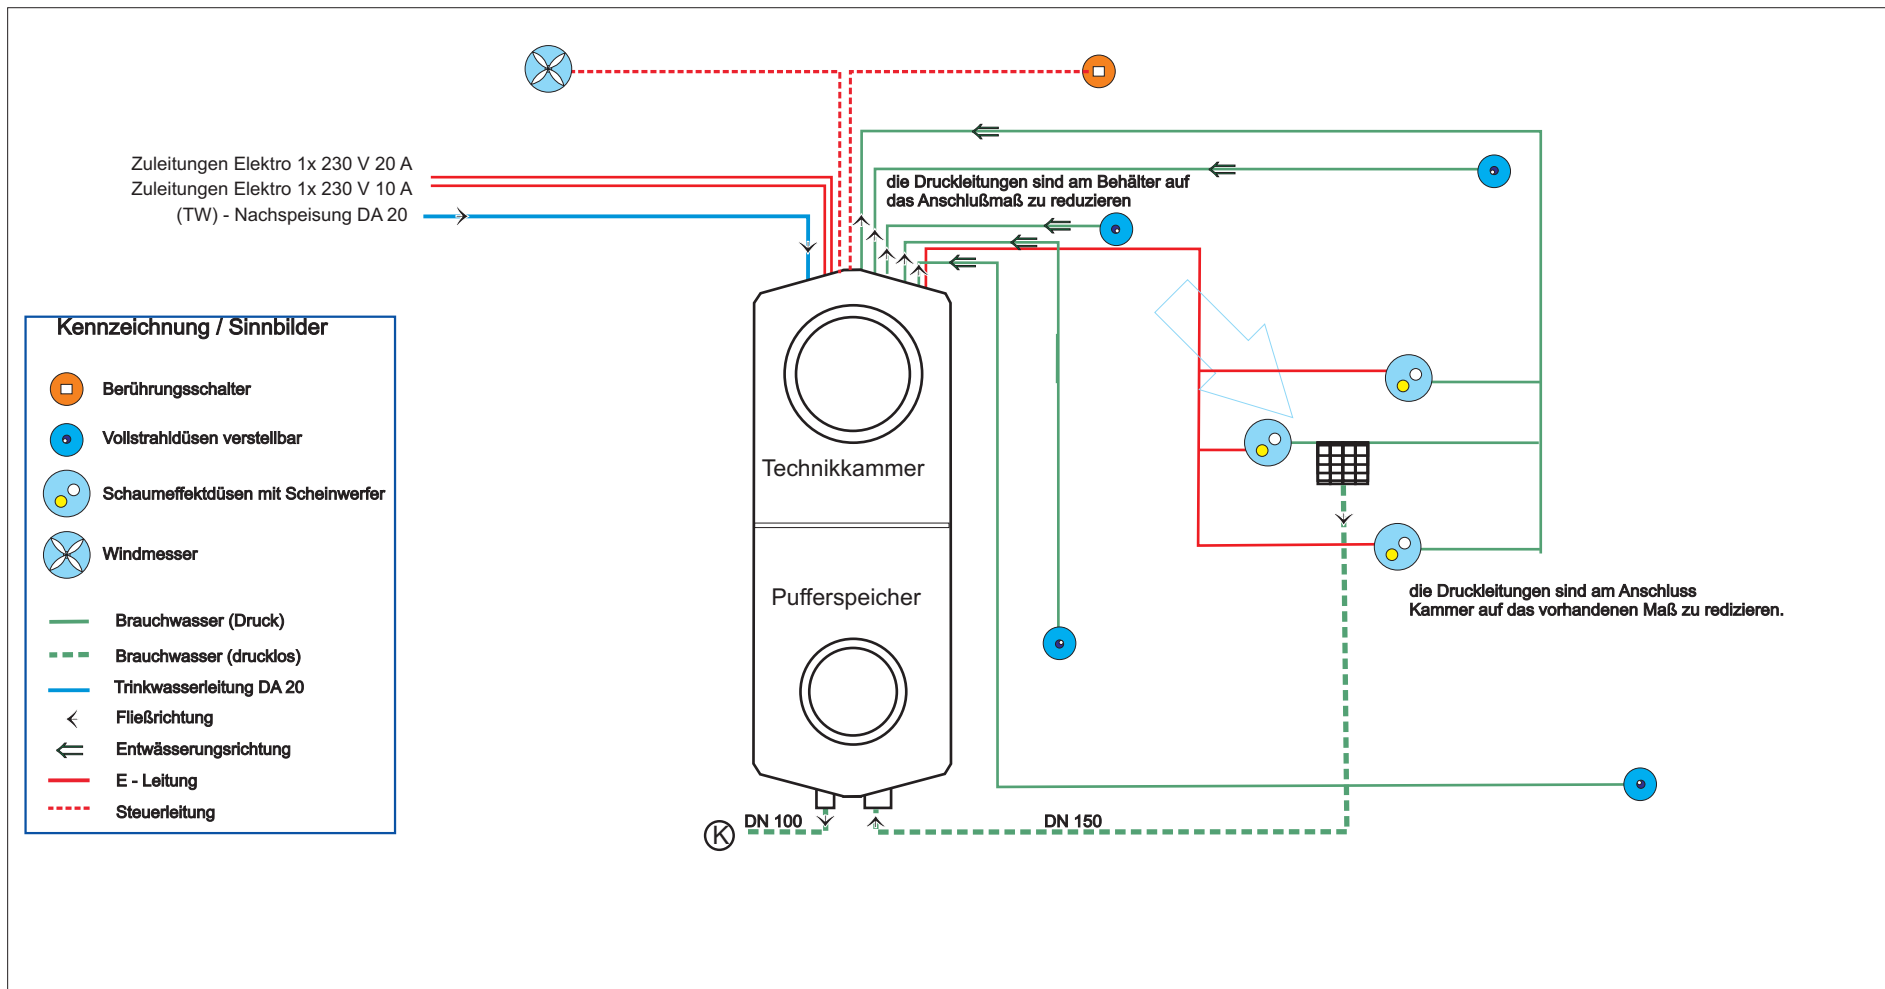 Zuleitungen Elektro 1x 230 V 20 A
Zuleitungen Elektro 1x 230 V 10 A
(TW) - Nachspeisung DA 20
die Druckleitungen sind am Behälter auf
das Anschlußmaß zu reduzieren
Kennzeichnung / Sinnbilder
Berührungsschalter
Vollstrahldüsen verstellbar
Schaumeffektdüsen mit Scheinwerfer
Windmesser
Brauchwasser (Druck)
Brauchwasser (drucklos)
Trinkwasserleitung DA 20
Fließrichtung
Entwässerungsrichtung
E - Leitung
Steuerleitung
Technikkammer
Pufferspeicher
die Druckleitungen sind am Anschluss
Kammer auf das vorhandenen Maß zu redizieren.
K
DN 100
DN 150